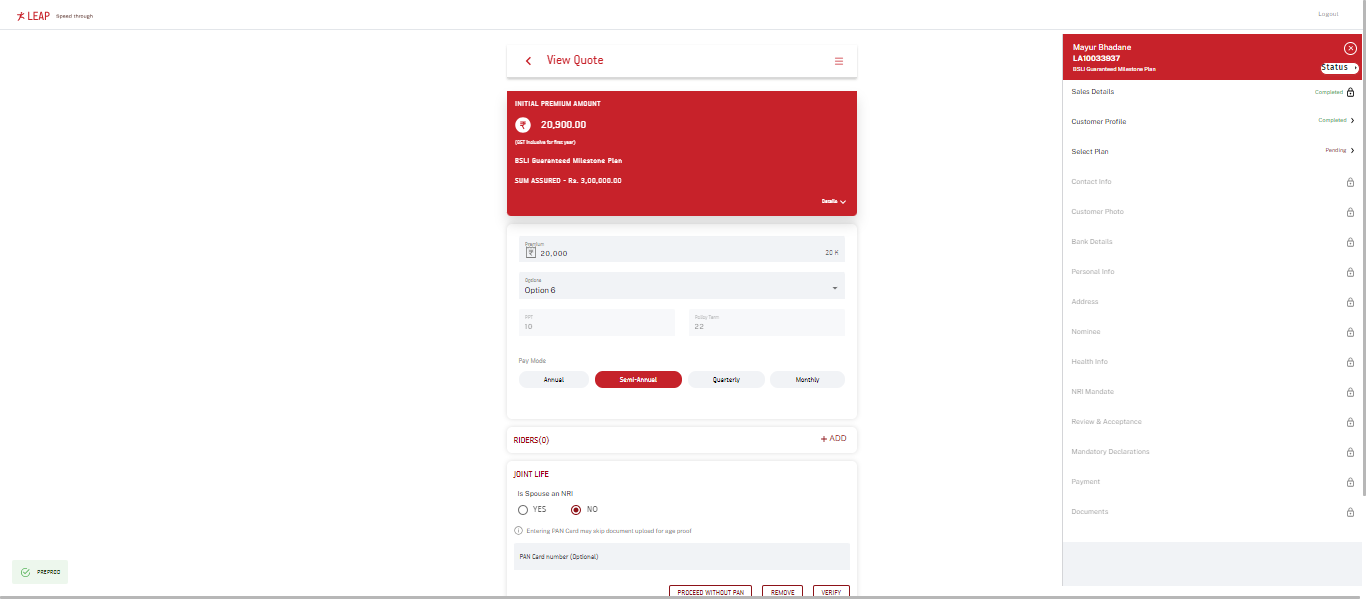 LEAP Speed through
Logout
View Quote
INITIAL PREMIUM AMOUNT
₹ 20,900.00
(GST Inclusive for first year)
BSLI Guaranteed Milestone Plan
SUM ASSURED - Rs. 3,00,000.00
Details
Premium
₹ 20,000 20 K
Options
Option 6
PPT
10
Policy Term
22
Pay Mode
Annual Semi-Annual Quarterly Monthly
RIDERS(0) + ADD
JOINT LIFE
Is Spouse an NRI
YES NO
Entering PAN Card may skip document upload for age proof
PAN Card number (Optional)
PROCEED WITHOUT PAN REMOVE VERIFY
PREPROD
Mayur Bhadane
LA10033937
BSLI Guaranteed Milestone Plan
Status
Sales Details Completed
Customer Profile Completed
Select Plan Pending
Contact Info
Customer Photo
Bank Details
Personal Info
Address
Nominee
Health Info
NRI Mandate
Review & Acceptance
Mandatory Declarations
Payment
Documents